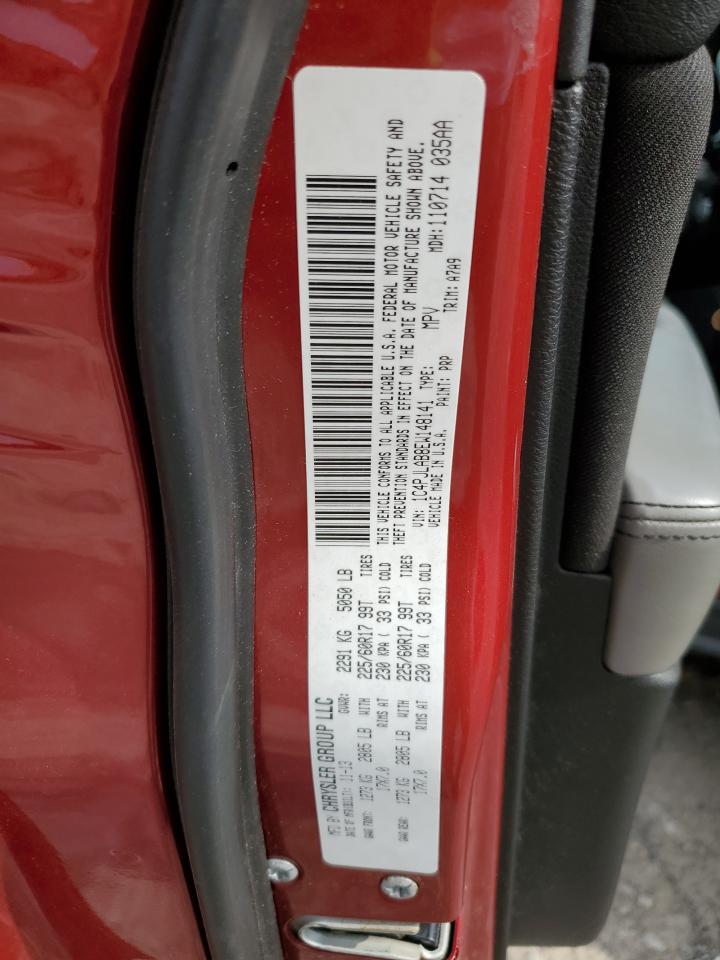 MFD BY CHRYSLER GROUP LLC
DATE OF MFR(MULT): 11-13 GVWR: 2291 KG 5050 LB
GAWR FRONT: 1273 KG 2805 LB WITH 225/60R17 99T TIRES
17X7.0 RIMS AT 230 KPA ( 33 PSI) COLD
GAWR REAR: 1273 KG 2805 LB WITH 225/60R17 99T TIRES
17X7.0 RIMS AT 230 KPA ( 33 PSI) COLD
THIS VEHICLE CONFORMS TO ALL APPLICABLE U.S.A. FEDERAL MOTOR VEHICLE SAFETY AND
THEFT PREVENTION STANDARDS IN EFFECT ON THE DATE OF MANUFACTURE SHOWN ABOVE.
VIN: 1C4PJLAB8EW148141 TYPE: MPV MDH:110714 035AA
VEHICLE MADE IN U.S.A. PAINT: PRP TRIM: A7A9